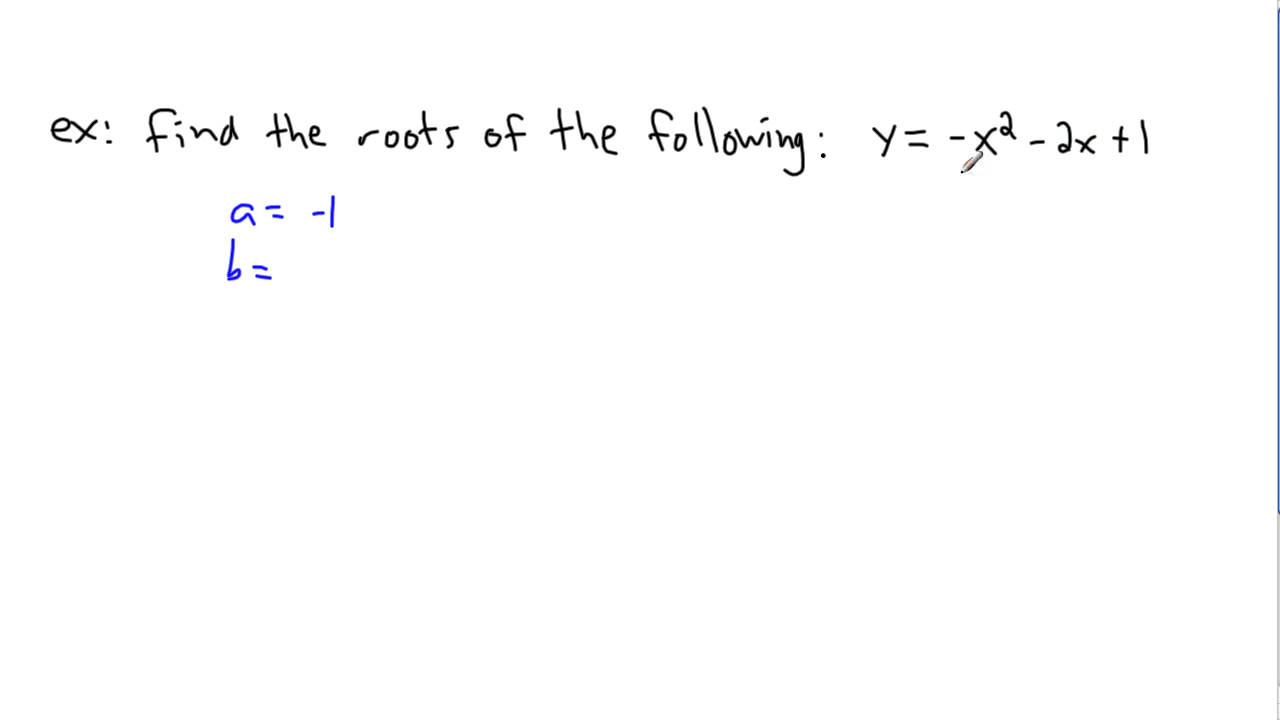 ex: find the roots of the following: y = -x² - 2x + 1
a = -1
b =